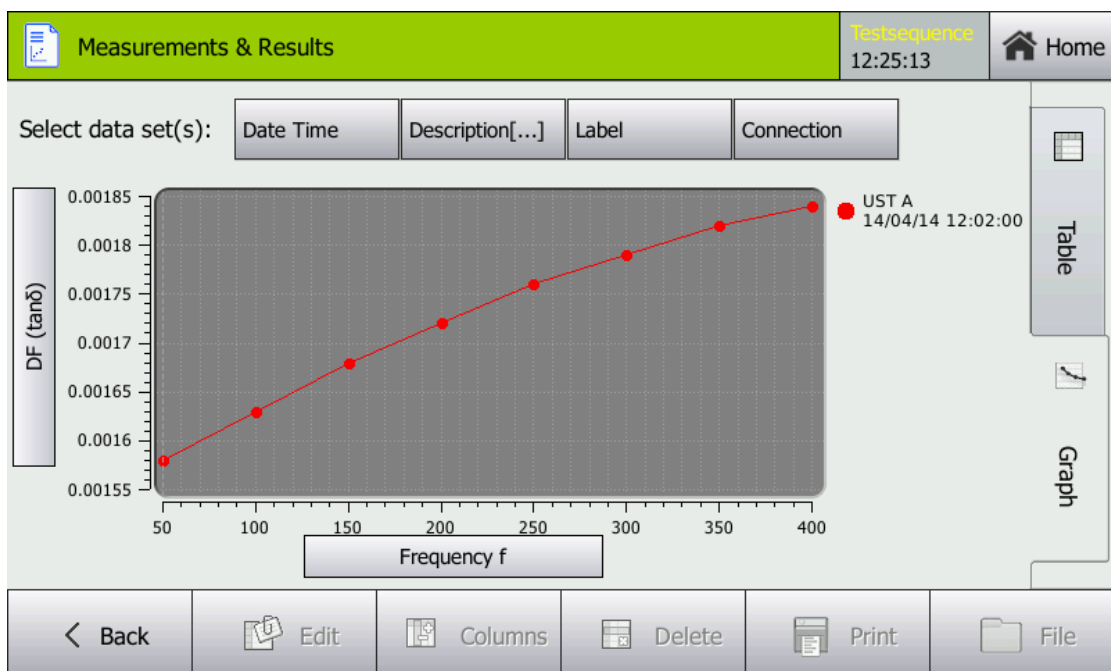 Measurements & Results
Testsequence
12:25:13
Home
Select data set(s):
Date Time
Description[...]
Label
Connection
Table
Graph
DF (tanδ)
0.00185
0.0018
0.00175
0.0017
0.00165
0.0016
0.00155
50 100 150 200 250 300 350 400
Frequency f
UST A
14/04/14 12:02:00
Back
Edit
Columns
Delete
Print
File